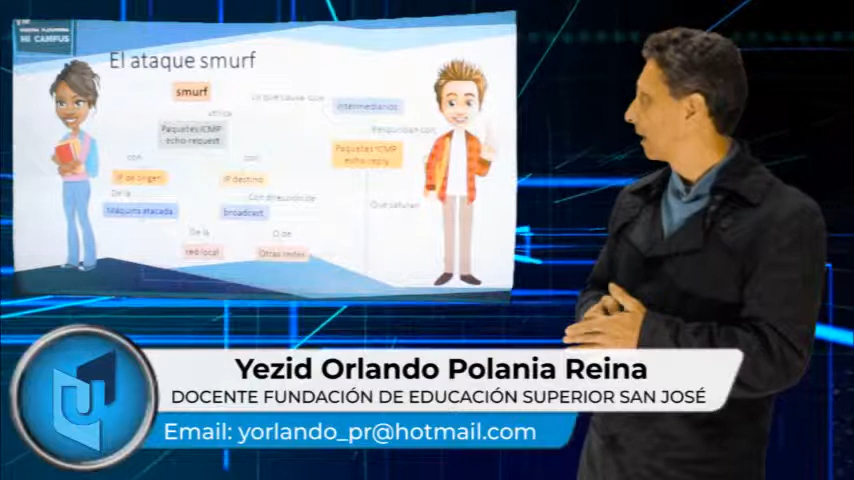 MI CAMPUS
El ataque smurf
smurf
Lo que causa que
intermediarios
utiliza
Paquetes ICMP
echo-request
Respondan con
Paquetes ICMP
echo-reply
con
con
IP de origen
IP destino
De la
Con dirección de
Máquina atacada
broadcast
Que saturan
De la
O de
red local
Otras redes
Yezid Orlando Polania Reina
DOCENTE FUNDACIÓN DE EDUCACIÓN SUPERIOR SAN JOSÉ
Email: yorlando_pr@hotmail.com